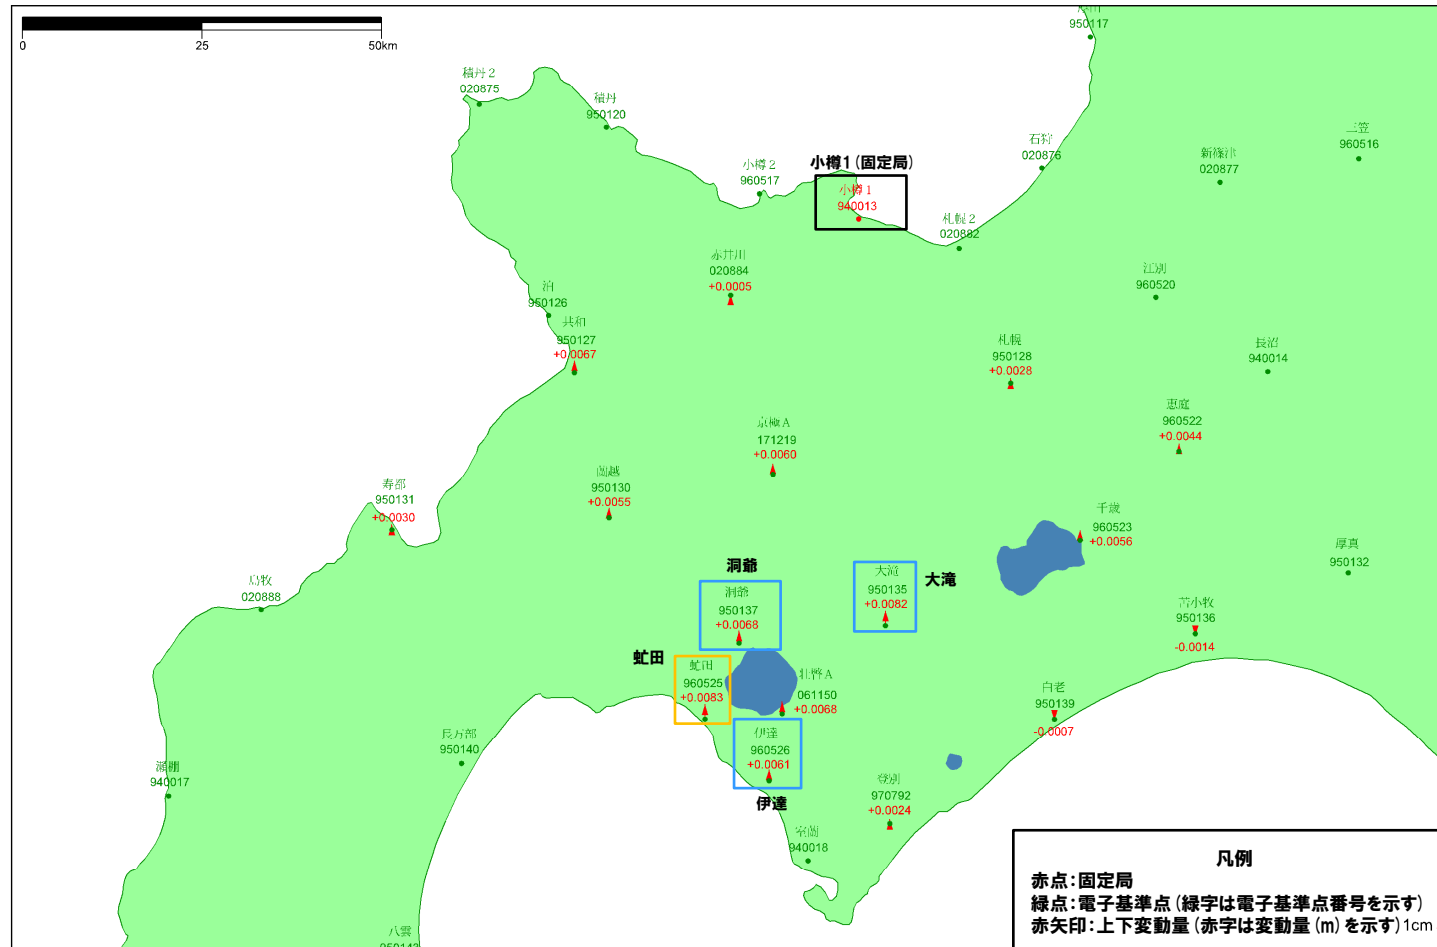 950117
0 25 50km
積丹２
020875
積丹
950120
三笠
960516
石狩
020876
新篠津
020877
小樽２
960517
小樽1(固定局)
小樽１
940013
札幌２
020882
赤井川
020884
+0.0005
江別
960520
泊
950126
共和
950127
+0.0067
札幌
950128
+0.0028
長沼
940014
恵庭
960522
+0.0044
京極Ａ
171219
+0.0060
蘭越
950130
+0.0055
寿都
950131
+0.0030
千歳
960523
+0.0056
厚真
950132
島牧
020888
洞爺
洞爺
950137
+0.0068
大滝
大滝
950135
+0.0082
苫小牧
950136
-0.0014
虻田
虻田
960525
+0.0083
壮瞥Ａ
061150
+0.0068
白老
950139
-0.0007
伊達
960526
+0.0061
伊達
長万部
950140
瀬棚
940017
登別
970792
+0.0024
室蘭
940018
八雲
凡例
赤点:固定局
緑点:電子基準点(緑字は電子基準点番号を示す)
赤矢印:上下変動量(赤字は変動量(m)を示す)1cm